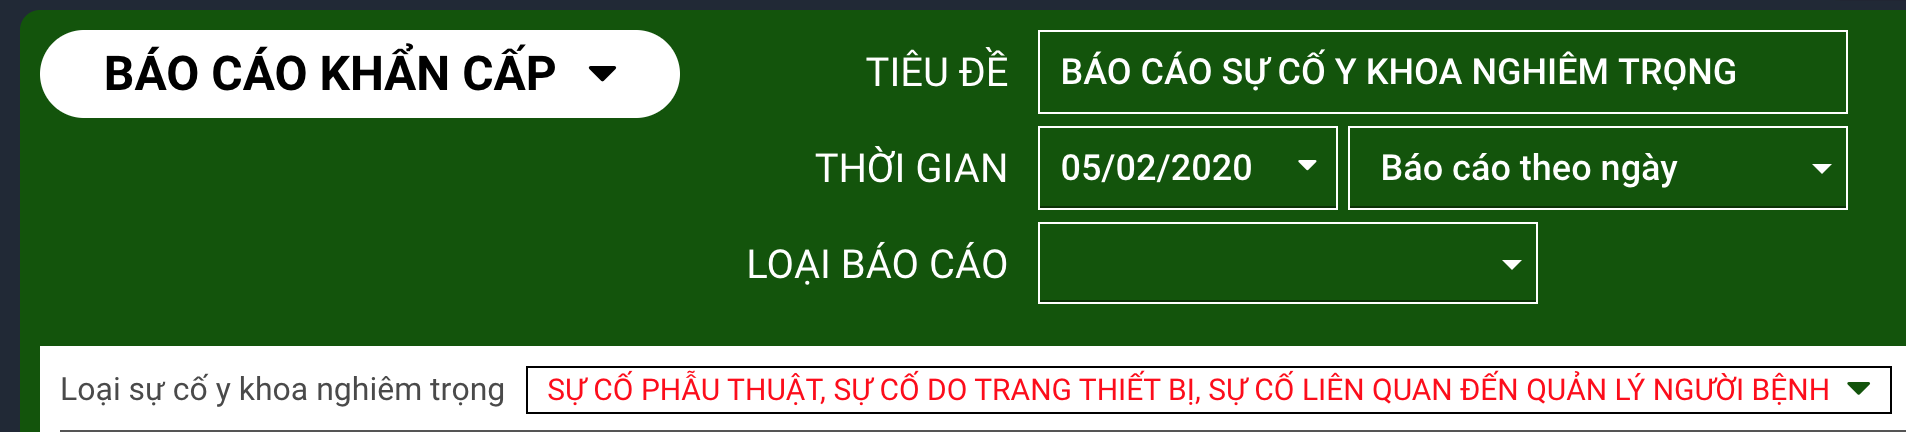 BÁO CÁO KHẨN CẤP
TIÊU ĐỀ BÁO CÁO SỰ CỐ Y KHOA NGHIÊM TRỌNG
THỜI GIAN 05/02/2020 Báo cáo theo ngày
LOẠI BÁO CÁO
Loại sự cố y khoa nghiêm trọng SỰ CỐ PHẪU THUẬT, SỰ CỐ DO TRANG THIẾT BỊ, SỰ CỐ LIÊN QUAN ĐẾN QUẢN LÝ NGƯỜI BỆNH